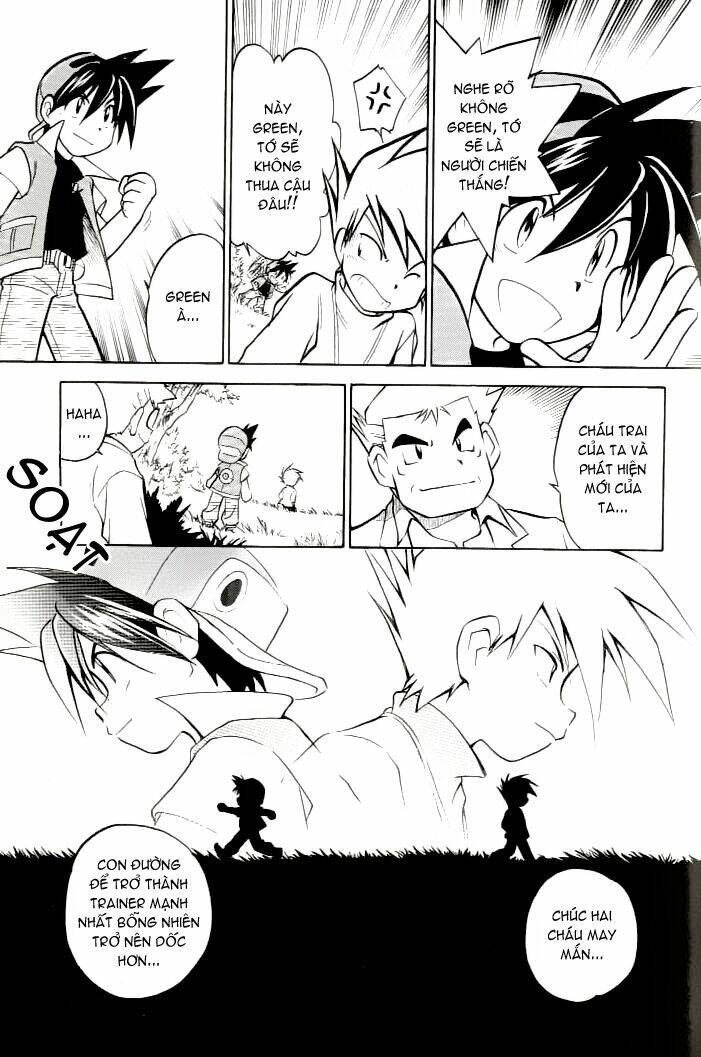 NGHE RÕ
KHÔNG
GREEN, TỚ
SẼ LÀ
NGƯỜI CHIẾN
THẮNG!
NÀY
GREEN,
TỚ SẼ
KHÔNG
THUA CẬU
ĐÂU!!
GREEN
À...
CHÁU TRAI
CỦA TA VÀ
PHÁT HIỆN
MỚI CỦA
TA...
HAHA
...
SOẠT
CHÚC HAI
CHÁU MAY
MẮN...
CON ĐƯỜNG
ĐỂ TRỞ THÀNH
TRAINER MẠNH
NHẤT BỖNG NHIÊN
TRỞ NÊN DỐC
HƠN...